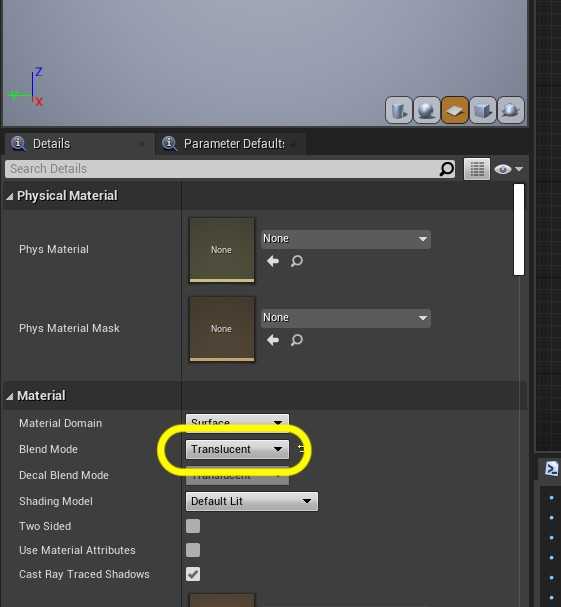 Z
Y
X
Details
Parameter Defaults
Search Details
Physical Material
Phys Material
None
None
Phys Material Mask
None
None
Material
Material Domain
Surface
Blend Mode
Translucent
Decal Blend Mode
Translucent
Shading Model
Default Lit
Two Sided
Use Material Attributes
Cast Ray Traced Shadows